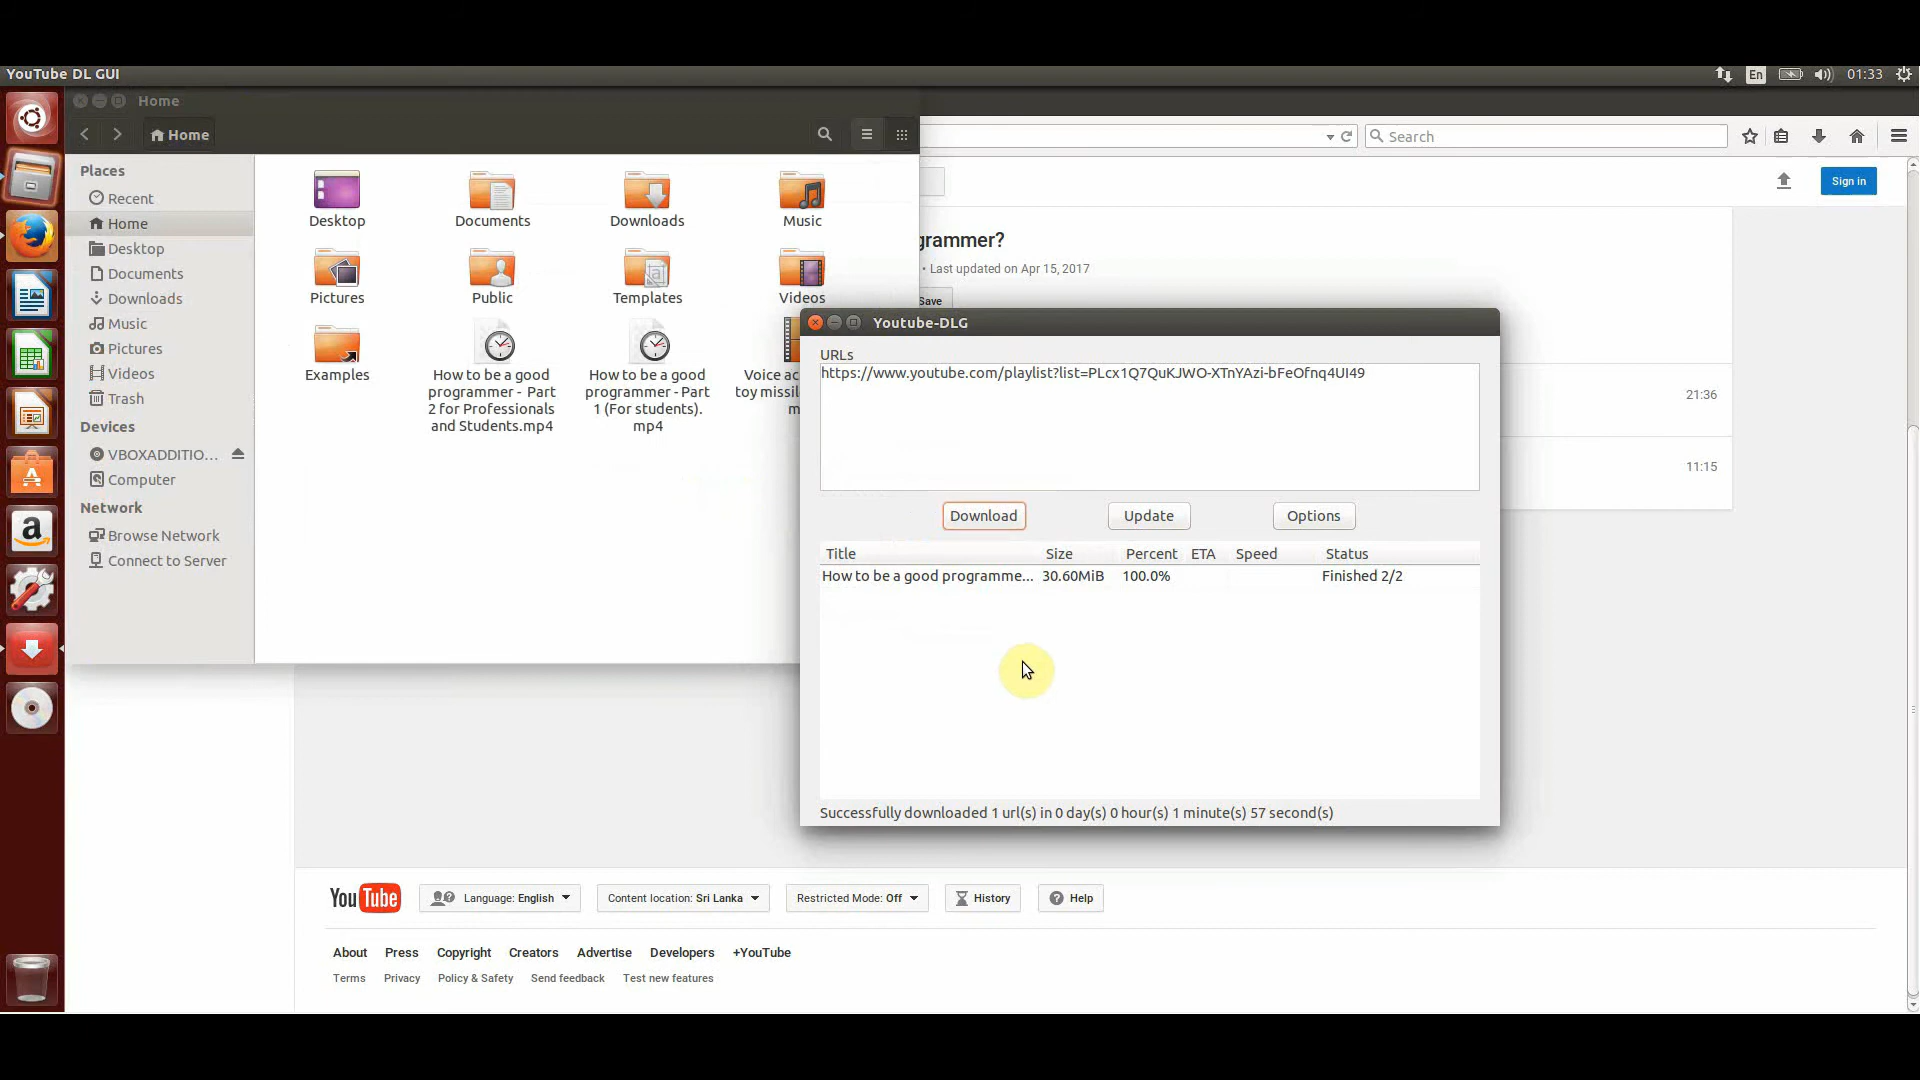 YouTube DL GUI
En
01:33
Home
Home
Search
Places
Recent
Home
Desktop
Documents
Downloads
Music
Pictures
Videos
Trash
Devices
VBOXADDITIO...
Computer
Network
Browse Network
Connect to Server
Desktop
Documents
Downloads
Music
Pictures
Public
Templates
Videos
Examples
How to be a good
programmer - Part
2 for Professionals
and Students.mp4
How to be a good
programmer - Part
1 (For students).
mp4
Voice ac
toy missil
m
Sign in
grammer?
• Last updated on Apr 15, 2017
Save
21:36
11:15
Youtube-DLG
URLs
https://www.youtube.com/playlist?list=PLcx1Q7QuKJWO-XTnYAzi-bFeOfnq4UI49
Download
Update
Options
Title Size Percent ETA Speed Status
How to be a good programme... 30.60MiB 100.0% Finished 2/2
Successfully downloaded 1 url(s) in 0 day(s) 0 hour(s) 1 minute(s) 57 second(s)
YouTube
Language: English
Content location: Sri Lanka
Restricted Mode: Off
History
Help
About Press Copyright Creators Advertise Developers +YouTube
Terms Privacy Policy & Safety Send feedback Test new features